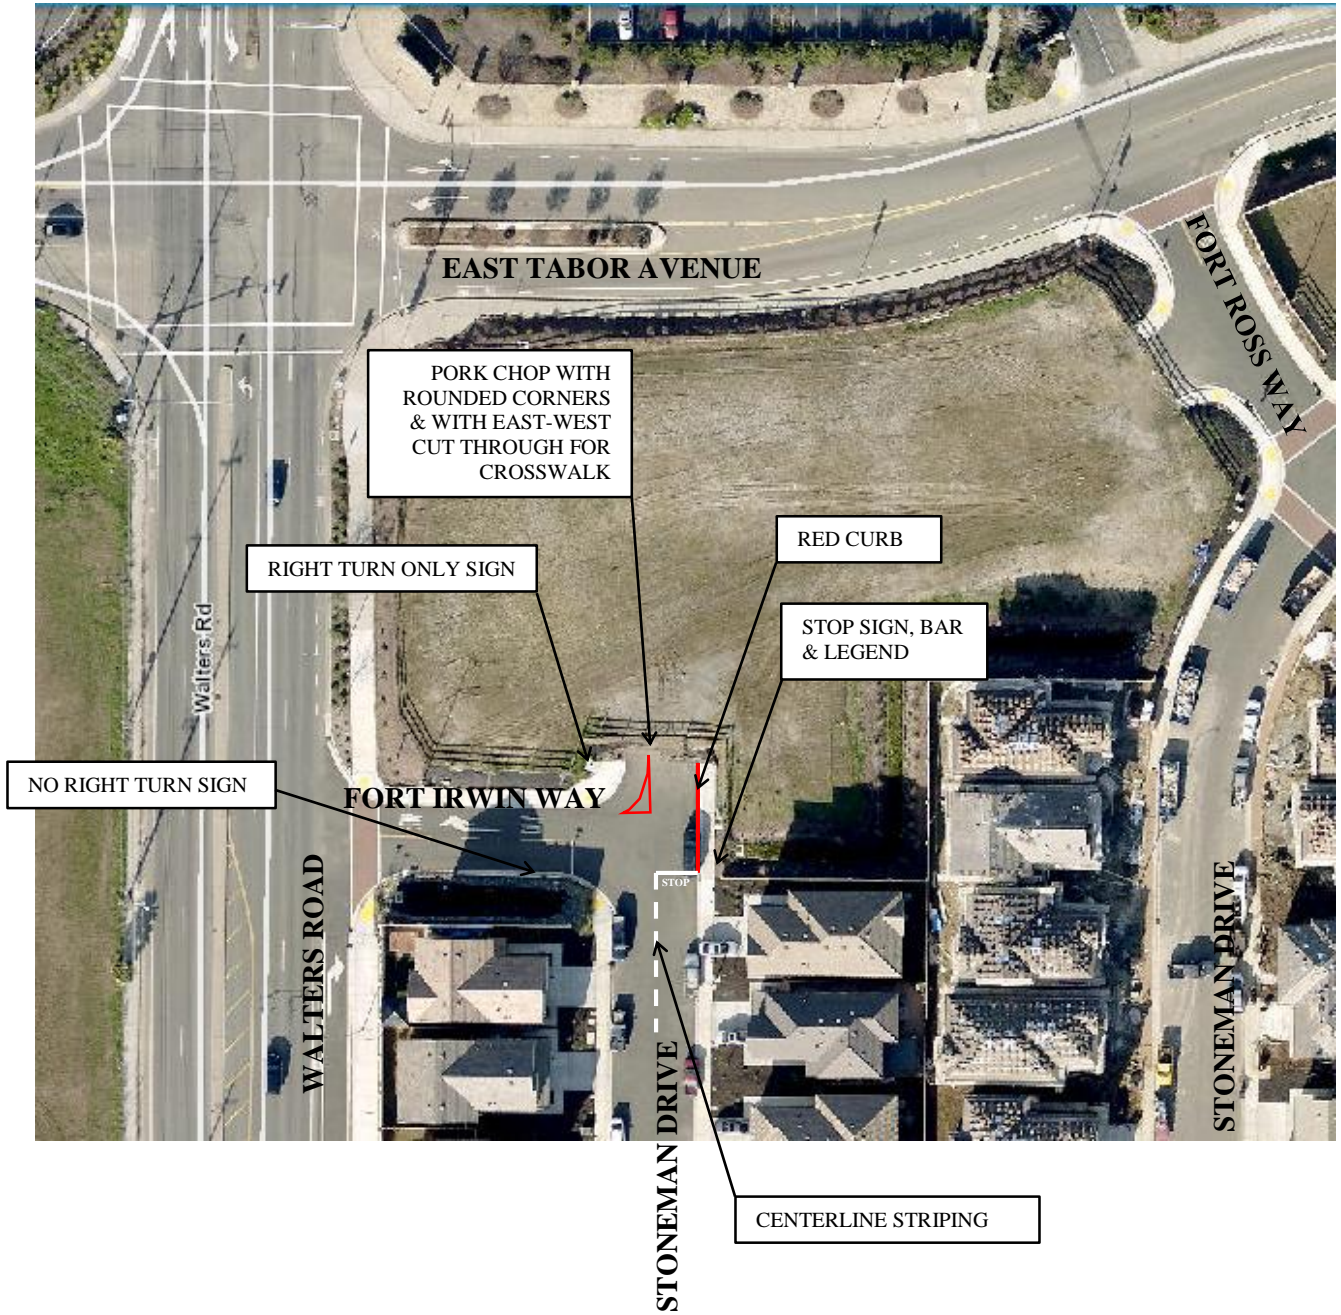 EAST TABOR AVENUE
FORT ROSS WAY
PORK CHOP WITH
ROUNDED CORNERS
& WITH EAST-WEST
CUT THROUGH FOR
CROSSWALK
RED CURB
RIGHT TURN ONLY SIGN
STOP SIGN, BAR
& LEGEND
Walters Rd
NO RIGHT TURN SIGN
FORT IRWIN WAY
STOP
WALTERS ROAD
STONEMAN DRIVE
STONEMAN DRIVE
CENTERLINE STRIPING